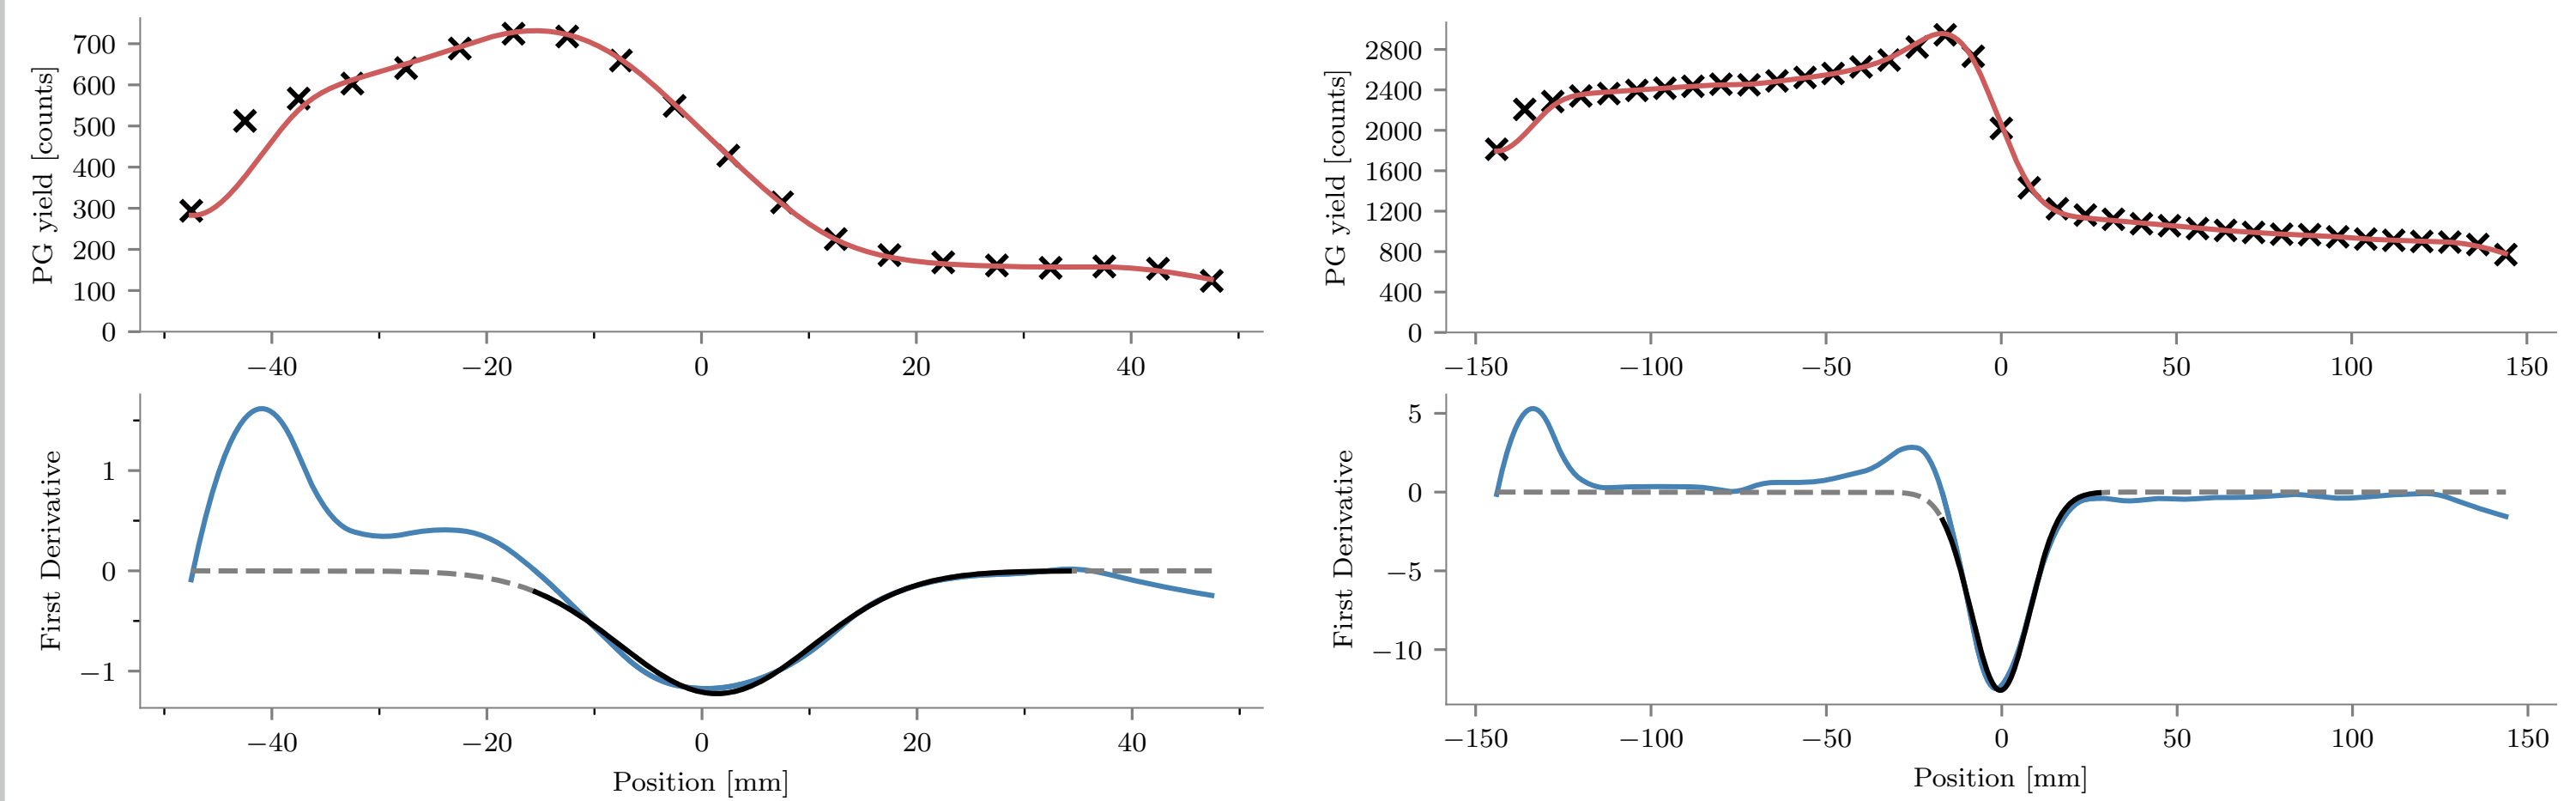 PG yield [counts]
700
600
500
400
300
200
100
0
−40 −20 0 20 40
First Derivative
1
0
−1
−40 −20 0 20 40
Position [mm]
PG yield [counts]
2800
2400
2000
1600
1200
800
400
0
−150 −100 −50 0 50 100 150
First Derivative
5
0
−5
−10
−150 −100 −50 0 50 100 150
Position [mm]